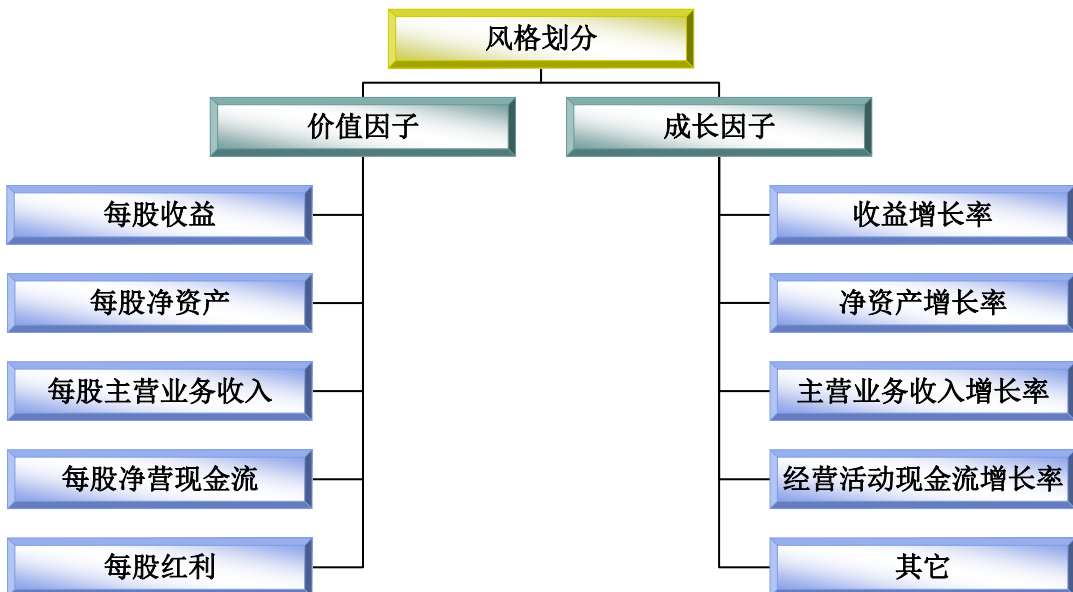 风格划分
价值因子
成长因子
每股收益
收益增长率
每股净资产
净资产增长率
每股主营业务收入
主营业务收入增长率
每股净营现金流
经营活动现金流增长率
每股红利
其它